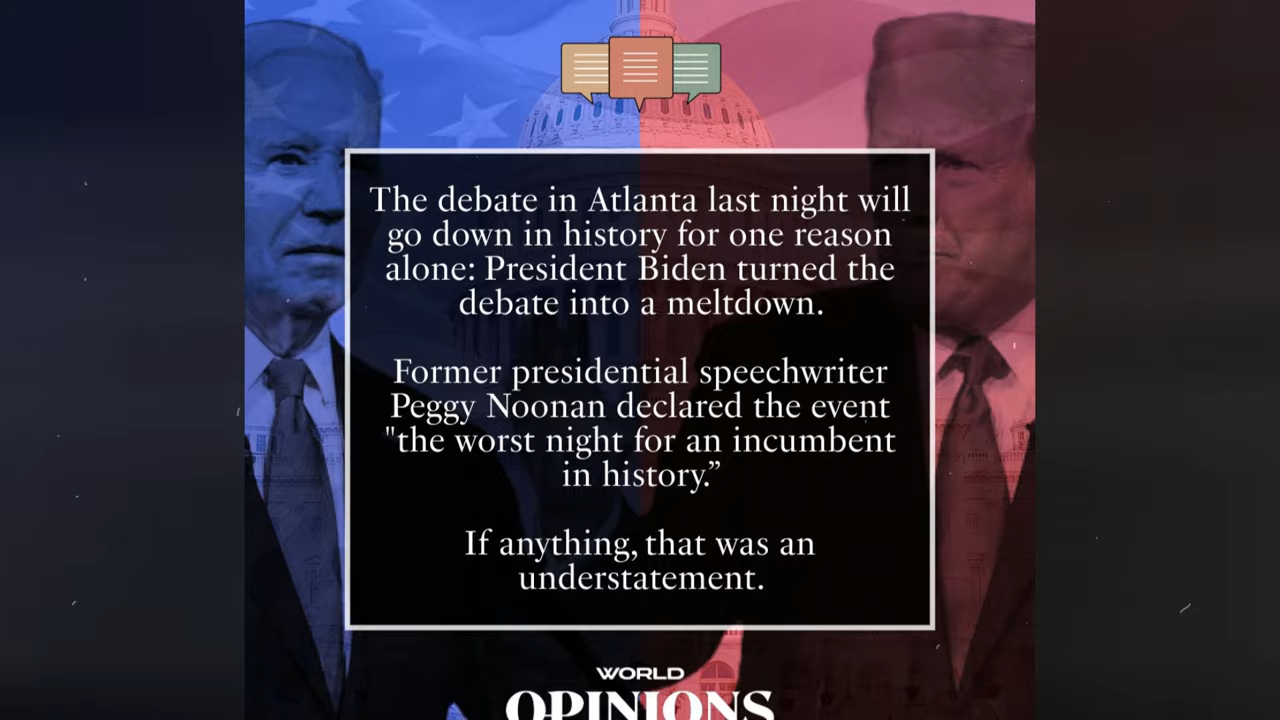 The debate in Atlanta last night will
go down in history for one reason
alone: President Biden turned the
debate into a meltdown.
Former presidential speechwriter
Peggy Noonan declared the event
"the worst night for an incumbent
in history.”
If anything, that was an
understatement.
WORLD
OPINIONS